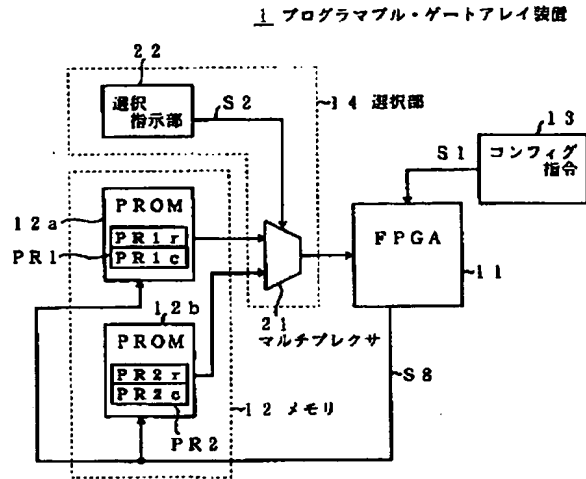 1 プログラマブル・ゲートアレイ装置
22
選択
指示部
S2
14 選択部
13
コンフィグ
指令
S1
12a
PROM
PR1r
PR1c
PR1
FPGA
11
12b
PROM
PR2r
PR2c
PR2
21
マルチプレクサ
S8
12 メモリ